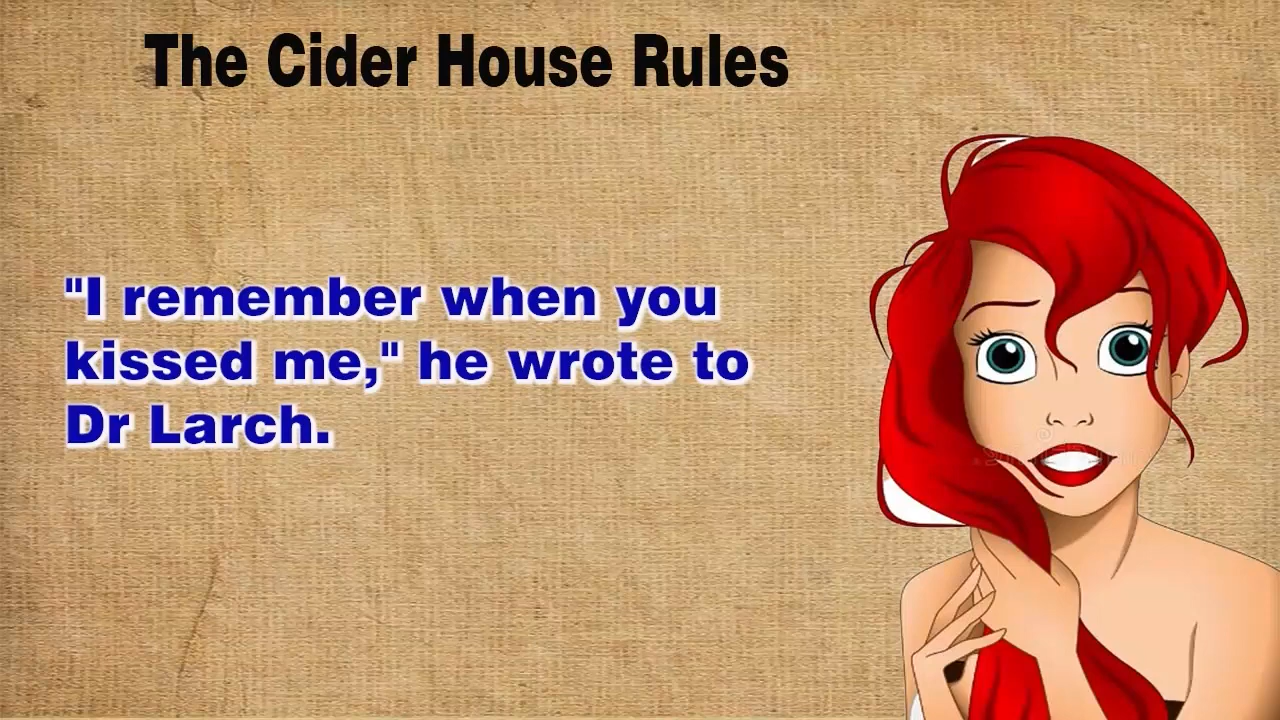 The Cider House Rules
"I remember when you
kissed me," he wrote to
Dr Larch.